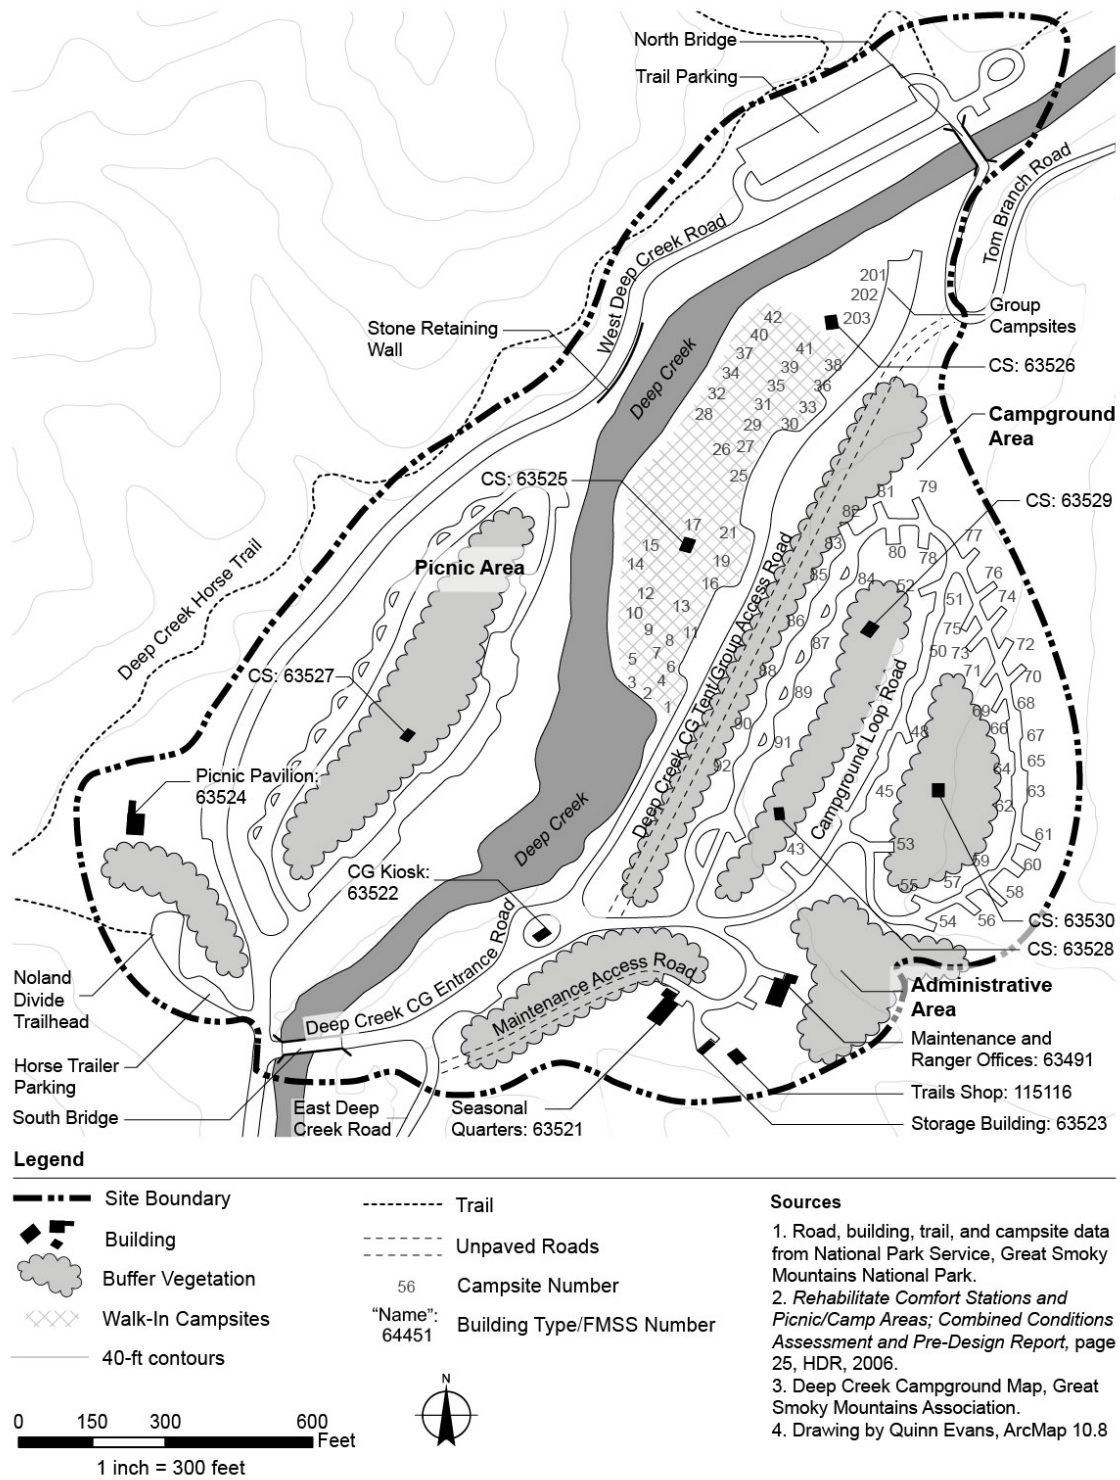 North Bridge
Trail Parking
Tom Branch Road
West Deep Creek Road
201
202
203
Group
Campsites
Stone Retaining
Wall
Deep Creek
CS: 63526
42
40
41
37
39
38
34
35
36
32
31
33
28
29
30
26
27
25
Campground
Area
CS: 63525
CS: 63529
81
79
82
17
21
83
77
15
80
78
14
19
85
84
52
76
16
12
51
74
10
13
86
75
9
8
11
87
50
73
72
5
7
88
71
70
3
6
4
89
2
1
69
68
90
48
66
67
91
92
64
65
45
62
63
43
53
61
59
60
55
57
58
54
56
Picnic Area
Deep Creek Horse Trail
CS: 63527
Deep Creek CG Tent/Group Access Road
Campground Loop Road
Picnic Pavilion:
63524
Deep Creek
CG Kiosk:
63522
CS: 63530
CS: 63528
Noland
Divide
Trailhead
Deep Creek CG Entrance Road
Maintenance Access Road
Administrative
Area
Horse Trailer
Parking
Maintenance and
Ranger Offices: 63491
South Bridge
East Deep
Creek Road
Seasonal
Quarters: 63521
Trails Shop: 115116
Storage Building: 63523
Legend
Site Boundary
Building
Buffer Vegetation
Walk-In Campsites
40-ft contours
Trail
Unpaved Roads
56
Campsite Number
“Name”:
64451
Building Type/FMSS Number
0 150 300 600
Feet
1 inch = 300 feet
N
Sources
1. Road, building, trail, and campsite data
from National Park Service, Great Smoky
Mountains National Park.
2. Rehabilitate Comfort Stations and
Picnic/Camp Areas; Combined Conditions
Assessment and Pre-Design Report, page
25, HDR, 2006.
3. Deep Creek Campground Map, Great
Smoky Mountains Association.
4. Drawing by Quinn Evans, ArcMap 10.8